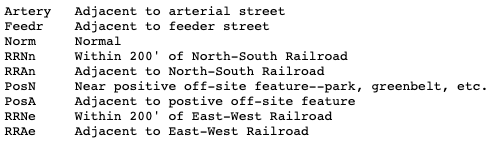 Artery Adjacent to arterial street
Feedr Adjacent to feeder street
Norm Normal
RRNn Within 200' of North-South Railroad
RRAn Adjacent to North-South Railroad
PosN Near positive off-site feature--park, greenbelt, etc.
PosA Adjacent to postive off-site feature
RRNe Within 200' of East-West Railroad
RRAe Adjacent to East-West Railroad